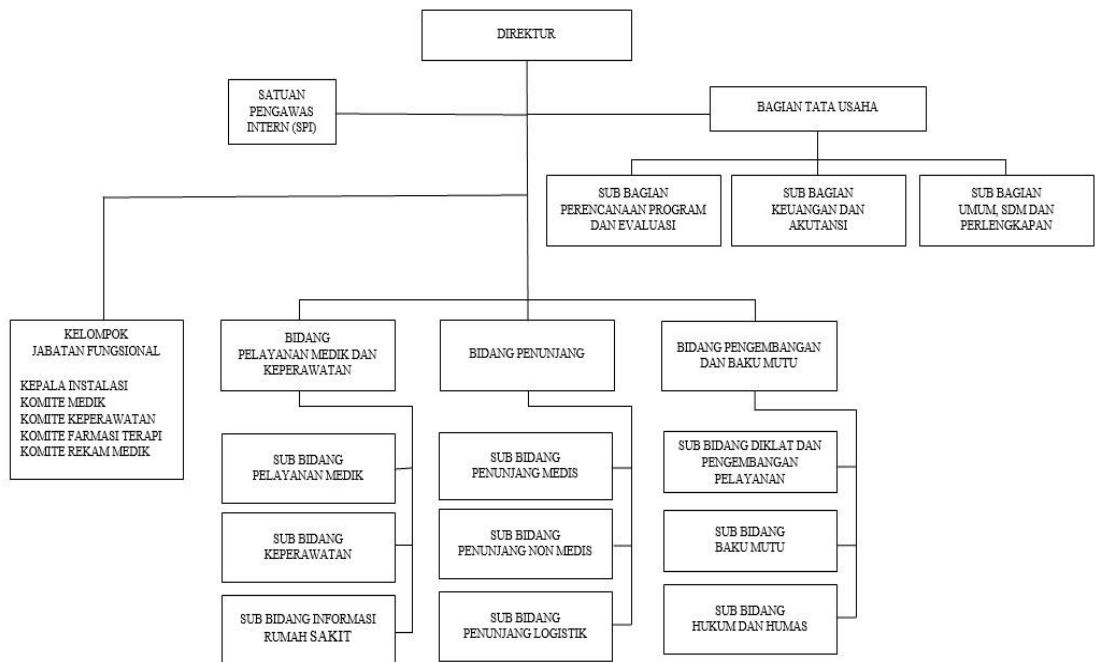 DIREKTUR
SATUAN
PENGAWAS
INTERN (SPI)
BAGIAN TATA USAHA
SUB BAGIAN
PERENCANAAN PROGRAM
DAN EVALUASI
SUB BAGIAN
KEUANGAN DAN
AKUTANSI
SUB BAGIAN
UMUM, SDM DAN
PERLENGKAPAN
KELOMPOK
JABATAN FUNGSIONAL
KEPALA INSTALASI
KOMITE MEDIK
KOMITE KEPERAWATAN
KOMITE FARMASI TERAPI
KOMITE REKAM MEDIK
BIDANG
PELAYANAN MEDIK DAN
KEPERAWATAN
BIDANG PENUNJANG
BIDANG PENGEMBANGAN
DAN BAKU MUTU
SUB BIDANG
PELAYANAN MEDIK
SUB BIDANG
PENUNJANG MEDIS
SUB BIDANG DIKLAT DAN
PENGEMBANGAN
PELAYANAN
SUB BIDANG
KEPERAWATAN
SUB BIDANG
PENUNJANG NON MEDIS
SUB BIDANG
BAKU MUTU
SUB BIDANG INFORMASI
RUMAH SAKIT
SUB BIDANG
PENUNJANG LOGISTIK
SUB BIDANG
HUKUM DAN HUMAS